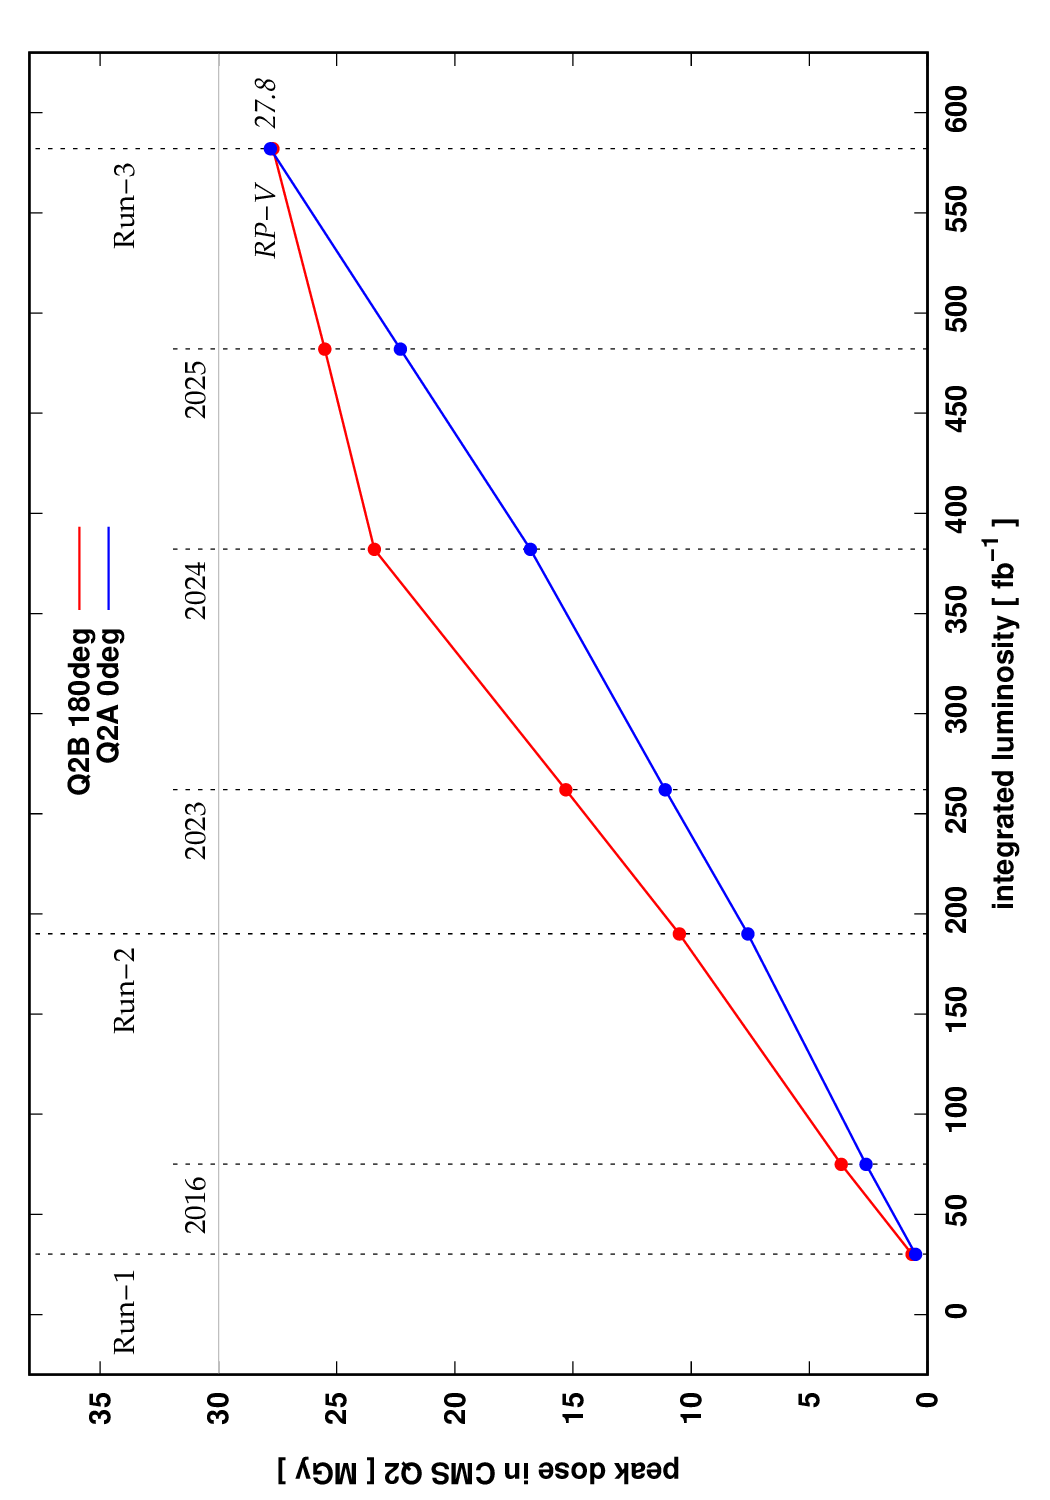 Q2B 180deg
Q2A 0deg
Run−1
Run−2
Run−3
2016
2023
2024
2025
RP−V 27.8
35
30
25
20
15
10
5
0
peak dose in CMS Q2 [ MGy ]
0 50 100 150 200 250 300 350 400 450 500 550 600
integrated luminosity [ fb⁻¹ ]